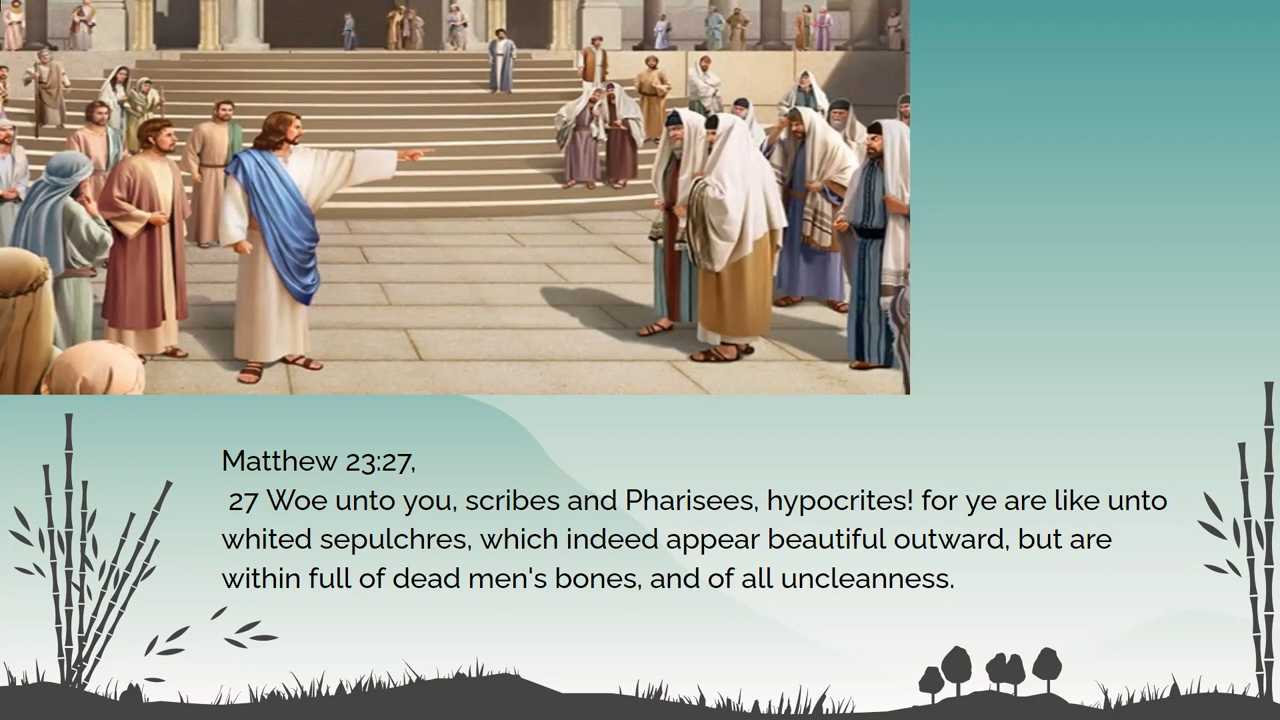 Matthew 23:27,
27 Woe unto you, scribes and Pharisees, hypocrites! for ye are like unto
whited sepulchres, which indeed appear beautiful outward, but are
within full of dead men's bones, and of all uncleanness.